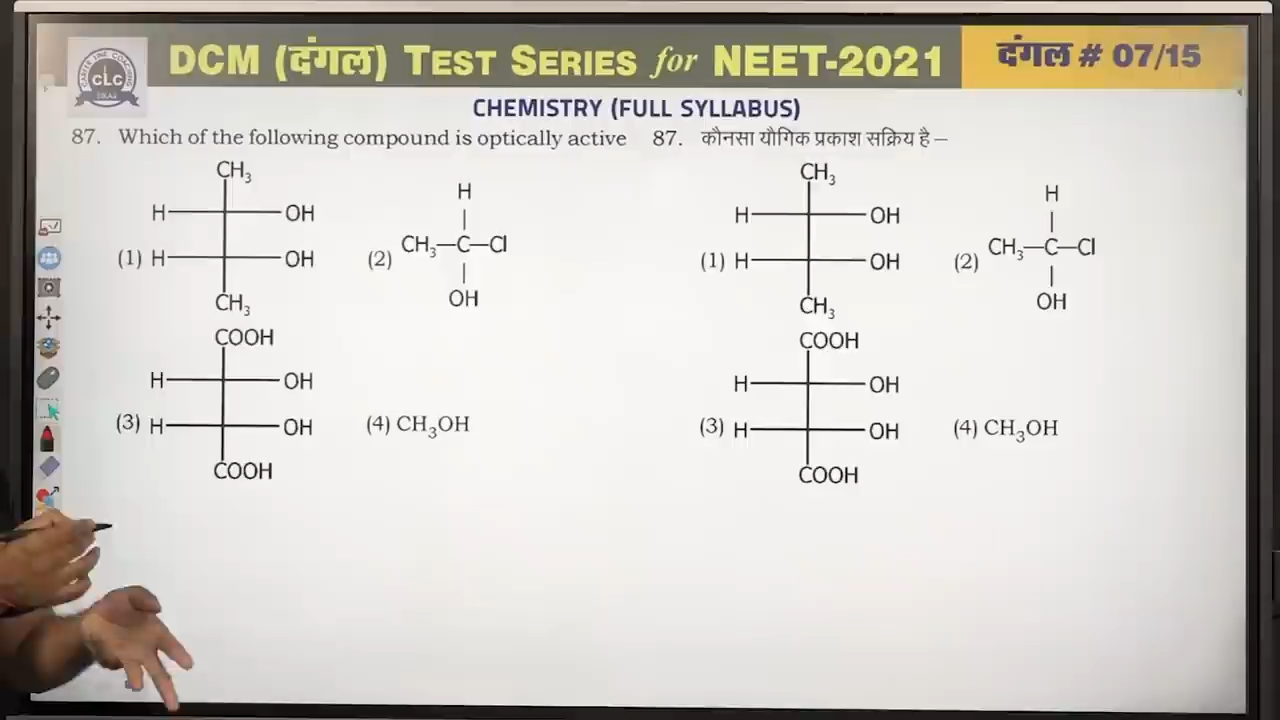 DCM (दंगल) TEST SERIES for NEET-2021
दंगल # 07/15
CLC
CHEMISTRY (FULL SYLLABUS)
87. Which of the following compound is optically active
CH₃
H OH
(1) H OH
CH₃
H
|
(2) CH₃—C—Cl
|
OH
COOH
H OH
(3) H OH
COOH
(4) CH₃OH
87. कौनसा यौगिक प्रकाश सक्रिय है –
CH₃
H OH
(1) H OH
CH₃
H
|
(2) CH₃—C—Cl
|
OH
COOH
H OH
(3) H OH
COOH
(4) CH₃OH